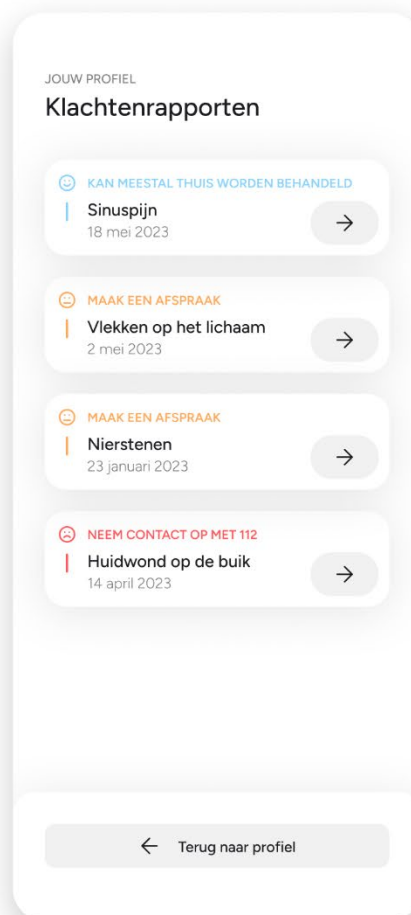 JOUW PROFIEL
Klachtenrapporten
KAN MEESTAL THUIS WORDEN BEHANDELD
Sinuspijn
18 mei 2023
MAAK EEN AFSPRAAK
Vlekken op het lichaam
2 mei 2023
MAAK EEN AFSPRAAK
Nierstenen
23 januari 2023
NEEM CONTACT OP MET 112
Huidwond op de buik
14 april 2023
Terug naar profiel